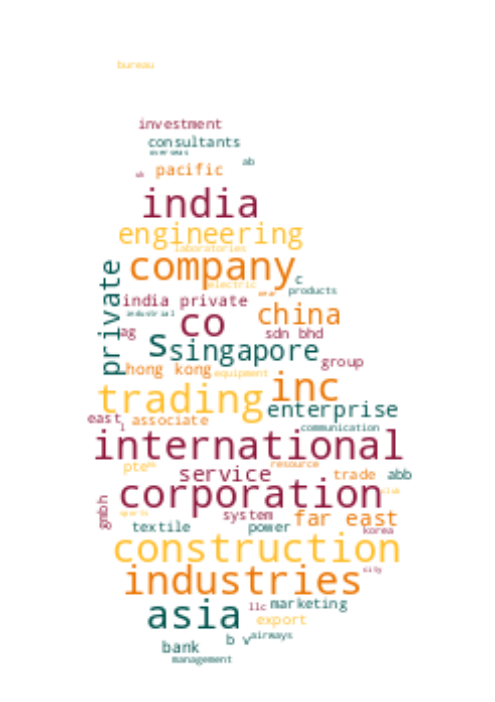 bureau
investment
consultants
overseas
ab
pacific
india
engineering
laboratories
company
private
electric
c
products
india private
industrial
co
china
ag
sdn bhd
s
singapore
group
hong kong
equipment
inc
trading
enterprise
east
l
associate
communication
international
pte
resource
service
trade
abb
corporation
gmbh
system
far east
textile
power
korea
construction
city
industries
asia
llc
marketing
export
b v
airways
bank
management